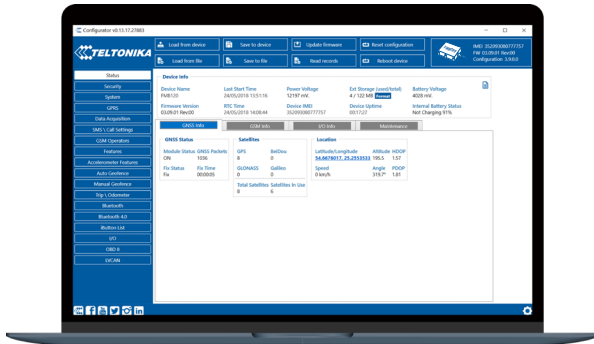 Configurator v0.13.17.27883
TELTONIKA
Load from device
Save to device
Update firmware
Reset configuration
Load from file
Save to file
Read records
Reboot device
IMEI 352093080777757
FW 03.09.01 Rev:00
Configuration 3.9.0.0
Status
Security
System
GPRS
Data Acquisition
SMS \ Call Settings
GSM Operators
Features
Accelerometer Features
Auto Geofence
Manual Geofence
Trip \ Odometer
Bluetooth
Bluetooth 4.0
iButton List
I/O
OBD II
LVCAN
Device Info
Device Name Last Start Time Power Voltage Ext Storage (used/total) Battery Voltage
FMB120 24/05/2018 13:51:16 12197 mV. 4 / 122 MB Format 4028 mV.
Firmware Version RTC Time Device IMEI Device Uptime Internal Battery Status
03.09.01 Rev:00 24/05/2018 14:08:44 352093080777757 00:17:27 Not Charging 91%
GNSS Info GSM Info I/O Info Maintenance
GNSS Status
Module Status GNSS Packets
ON 1036
Fix Status Fix Time
Fix 00:00:05
Satellites
GPS BeiDou
8 0
GLONASS Galileo
0 0
Total Satellites Satellites In Use
8 6
Location
Latitude/Longitude Altitude HDOP
54.6676017, 25.2553533 195.5 1.57
Speed Angle PDOP
0 km/h 319.7° 1.81